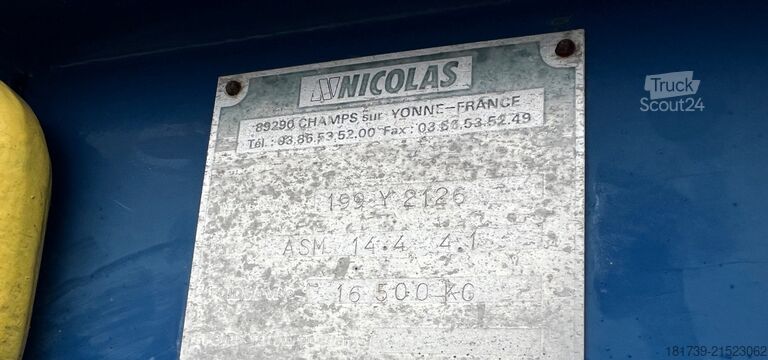 NICOLAS
89290 CHAMPS sur YONNE-FRANCE
Tél.: 03.86.53.52.00 Fax: 03.86.53.52.49
199 Y 2126
ASM 14.4 4.1
16 500 KG
Truck
Scout24
181739-21523062